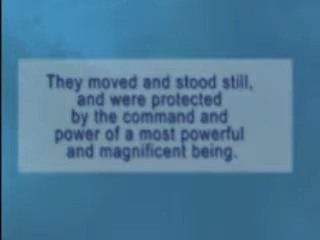 They moved and stood still,
and were protected
by the command and
power of a most powerful
and magnificent being.